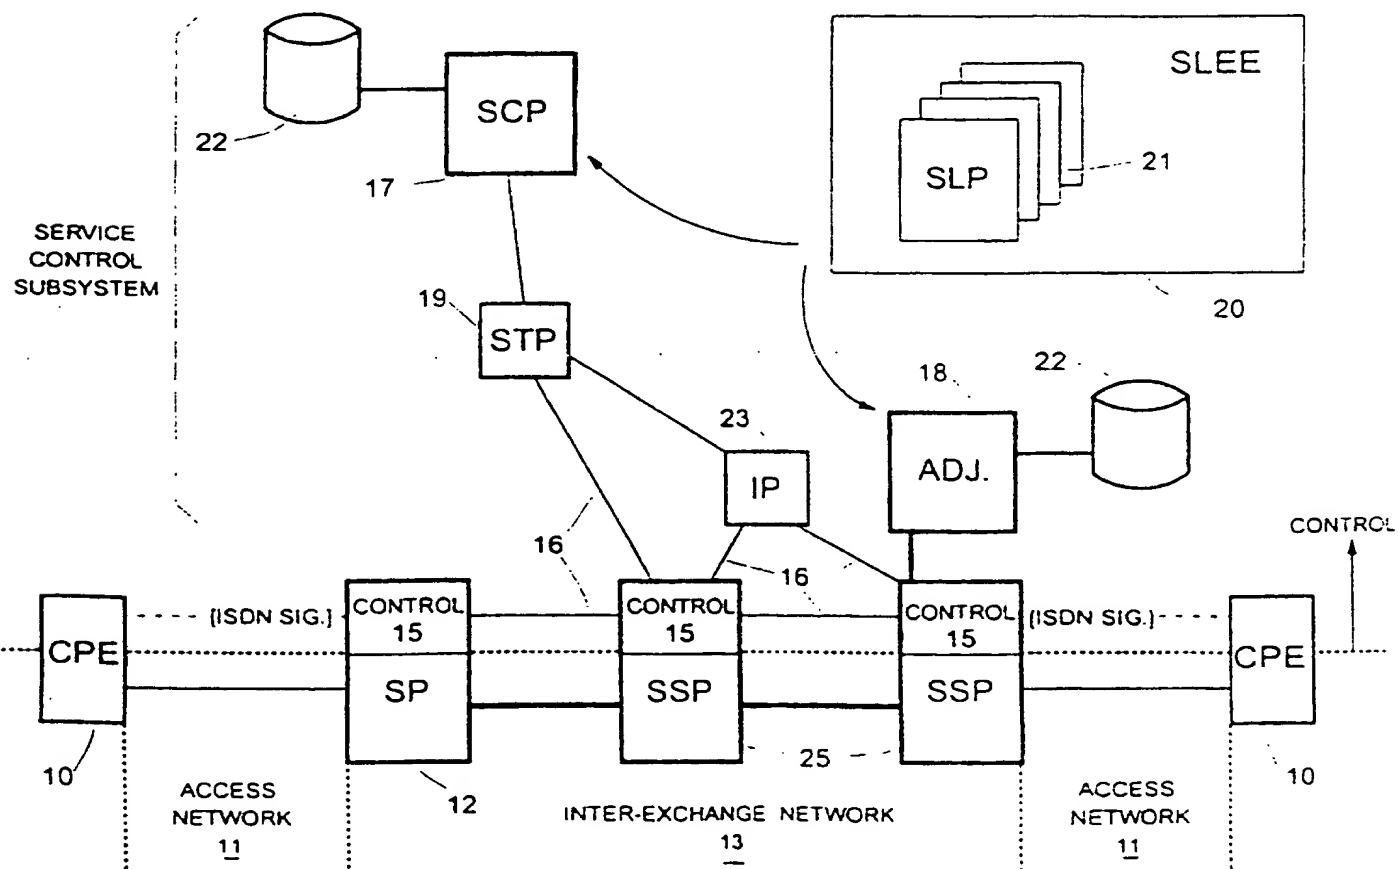 SCP
SLEE
22
17
SLP
21
SERVICE
CONTROL
SUBSYSTEM
20
19
STP
22
18
23
IP
ADJ.
CONTROL
16
16
CPE
[ISDN SIG.]
CONTROL
15
SP
CONTROL
15
SSP
CONTROL
15
SSP
[ISDN SIG.]
CPE
10
12
25
10
ACCESS
NETWORK
11
INTER-EXCHANGE NETWORK
13
ACCESS
NETWORK
11